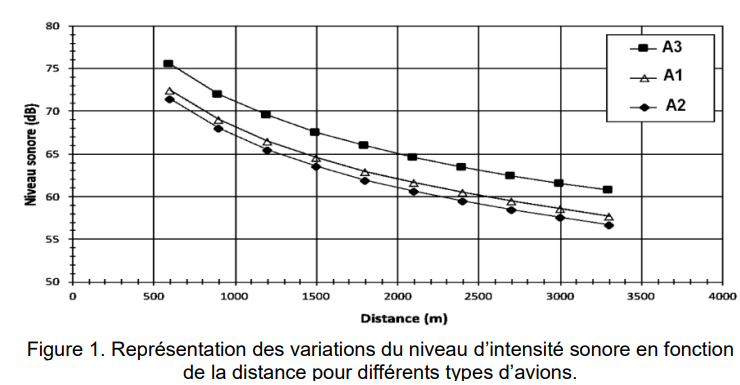 80
75
70
65
60
55
50
Niveau sonore (dB)
A3
A1
A2
0
500
1000
1500
2000
2500
3000
3500
4000
Distance (m)
Figure 1. Représentation des variations du niveau d’intensité sonore en fonction
de la distance pour différents types d’avions.